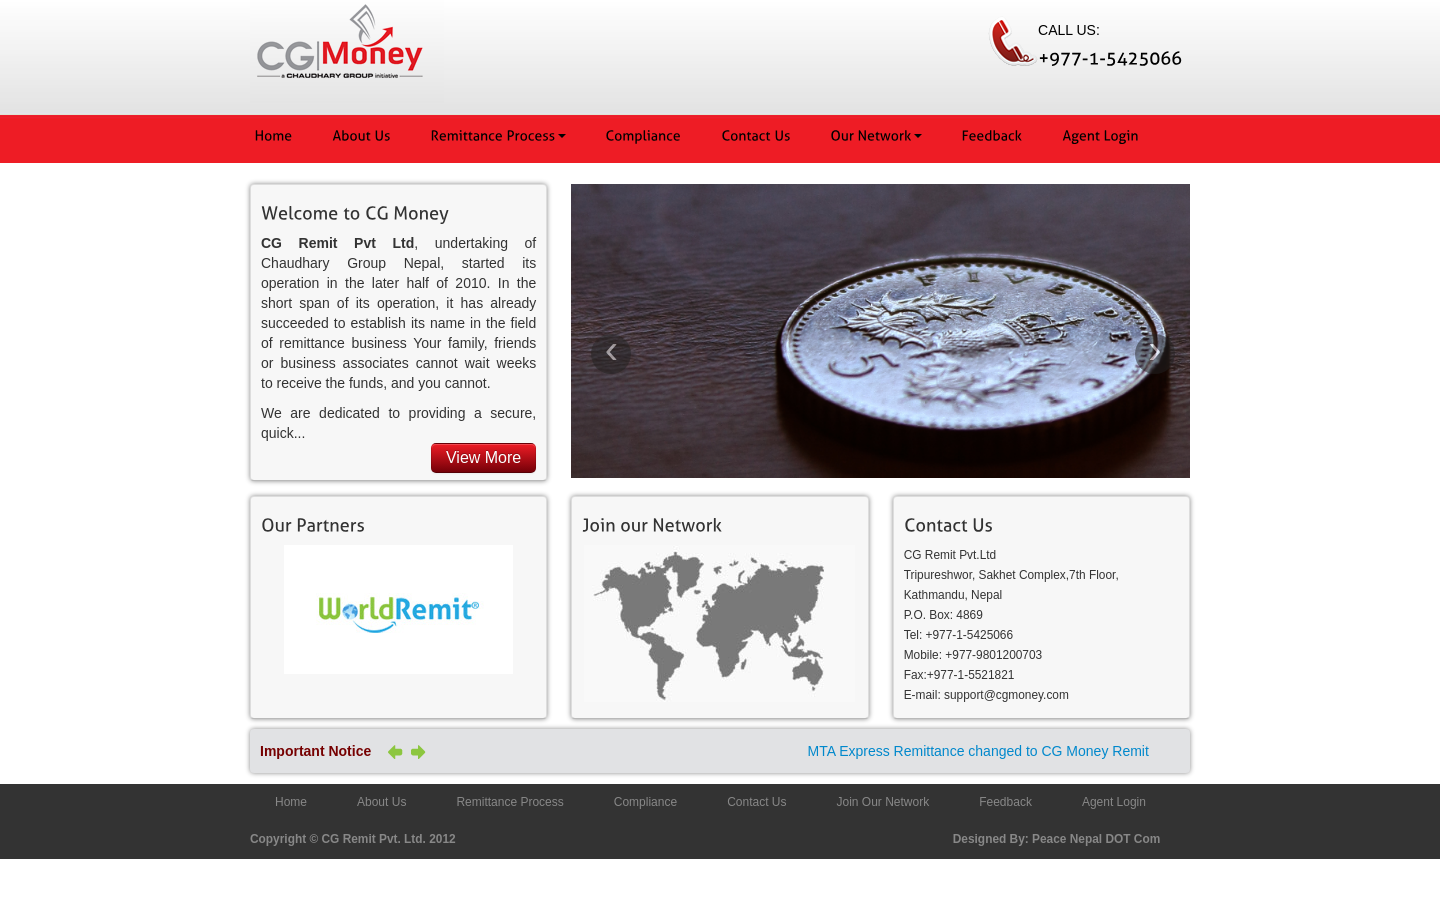 CG|Money
a CHAUDHARY GROUP initiative
CALL US:
+977-1-5425066
Home About Us Remittance Process Compliance Contact Us Our Network Feedback Agent Login
Welcome to CG Money
CG Remit Pvt Ltd, undertaking of
Chaudhary Group Nepal, started its
operation in the later half of 2010. In the
short span of its operation, it has already
succeeded to establish its name in the field
of remittance business Your family, friends
or business associates cannot wait weeks
to receive the funds, and you cannot.
We are dedicated to providing a secure,
quick...
View More
FIVE PENCE
5
Our Partners
WorldRemit®
Join our Network
Contact Us
CG Remit Pvt.Ltd
Tripureshwor, Sakhet Complex,7th Floor,
Kathmandu, Nepal
P.O. Box: 4869
Tel: +977-1-5425066
Mobile: +977-9801200703
Fax:+977-1-5521821
E-mail: support@cgmoney.com
Important Notice
MTA Express Remittance changed to CG Money Remit
Home About Us Remittance Process Compliance Contact Us Join Our Network Feedback Agent Login
Copyright © CG Remit Pvt. Ltd. 2012
Designed By: Peace Nepal DOT Com